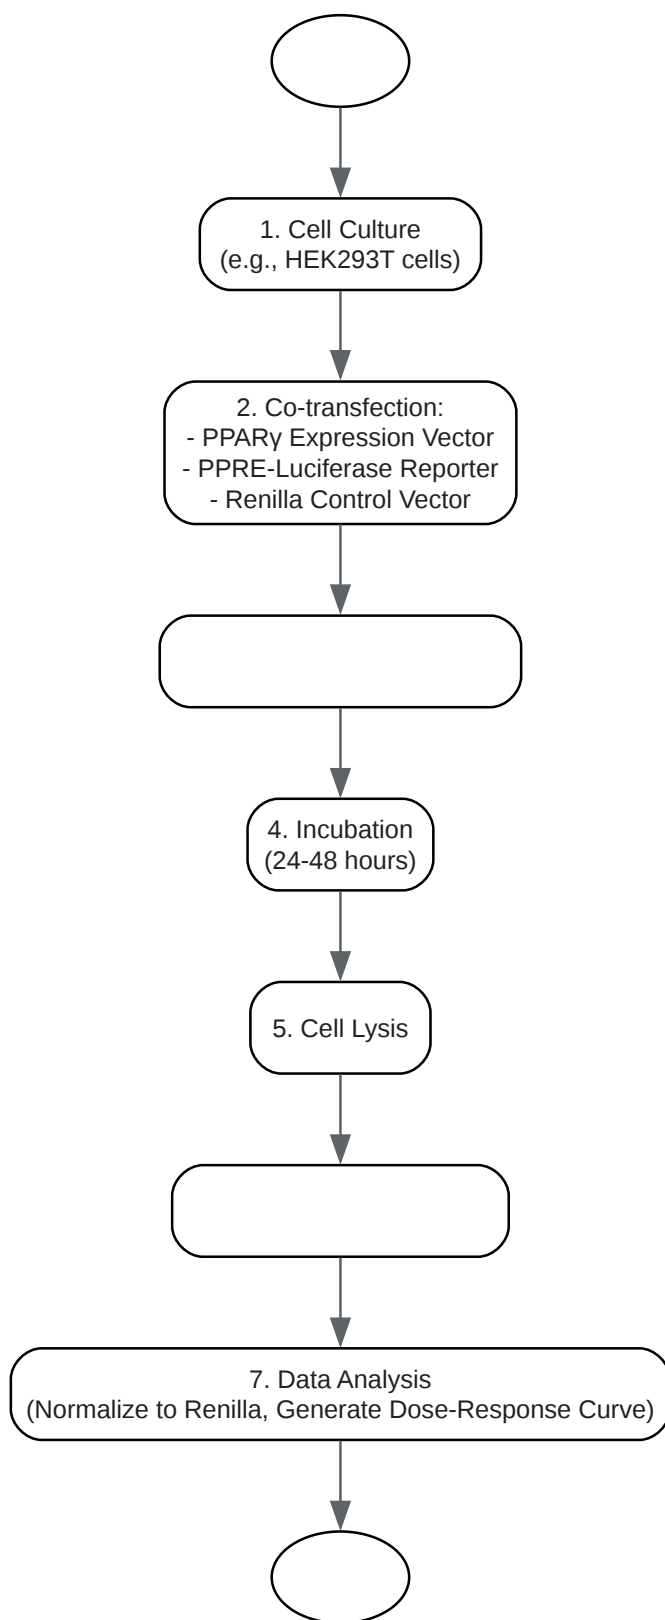 1. Cell Culture
(e.g., HEK293T cells)
2. Co-transfection:
- PPARγ Expression Vector
- PPRE-Luciferase Reporter
- Renilla Control Vector
4. Incubation
(24-48 hours)
5. Cell Lysis
7. Data Analysis
(Normalize to Renilla, Generate Dose-Response Curve)